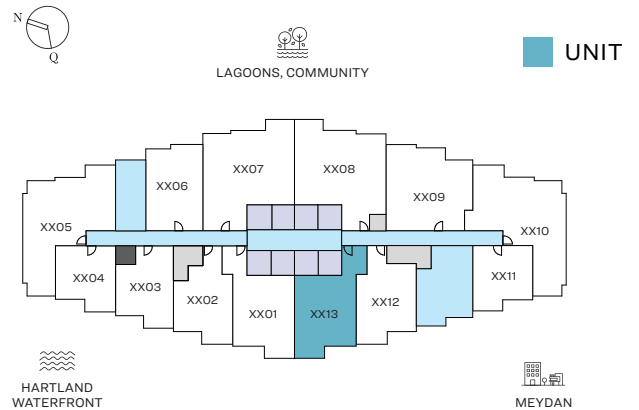 N
Q
LAGOONS, COMMUNITY
UNIT
XX07
XX08
XX06
XX09
XX05
XX10
XX04
XX03
XX02
XX01
XX13
XX12
XX11
HARTLAND
WATERFRONT
MEYDAN